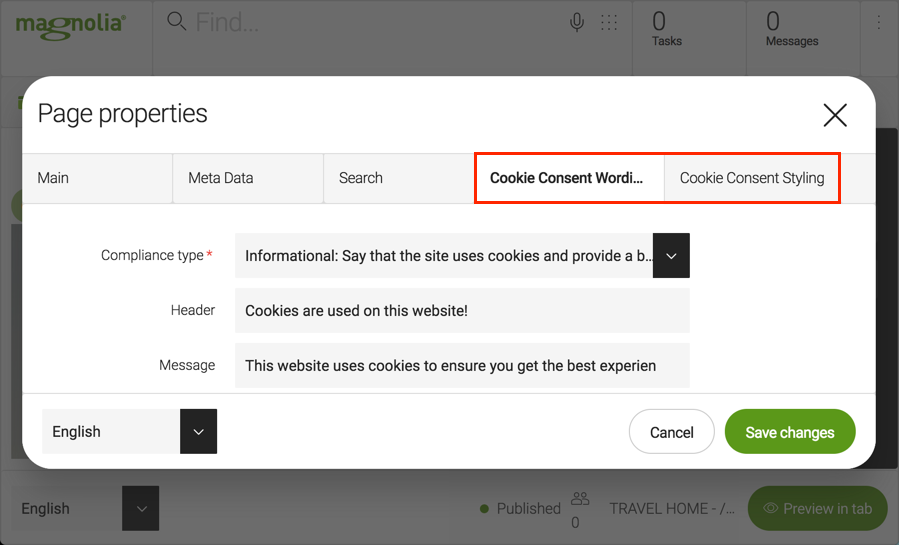 magnolia
Find...
0
Tasks
0
Messages
Page properties
Main
Meta Data
Search
Cookie Consent Wordi...
Cookie Consent Styling
Compliance type *
Informational: Say that the site uses cookies and provide a b...
Header
Cookies are used on this website!
Message
This website uses cookies to ensure you get the best experien
English
Cancel
Save changes
English
Published
0
TRAVEL HOME - /...
Preview in tab